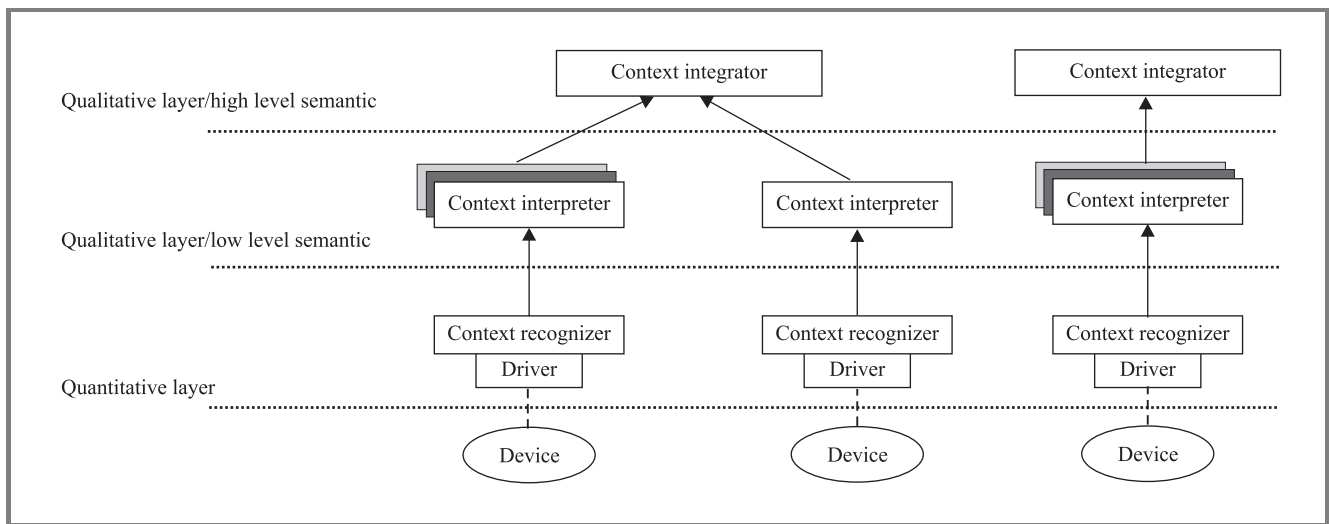 Context integrator
Context integrator
Qualitative layer/high level semantic
Context interpreter
Context interpreter
Context interpreter
Qualitative layer/low level semantic
Context recognizer
Context recognizer
Context recognizer
Driver
Driver
Driver
Quantitative layer
Device
Device
Device